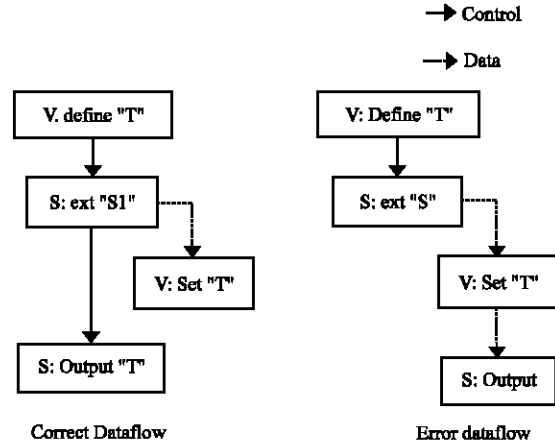 Control
Data
V. define "T"
S: ext "S1"
V: Set "T"
S: Output "T"
Correct Dataflow
V: Define "T"
S: ext "S"
V: Set "T"
S: Output
Error dataflow